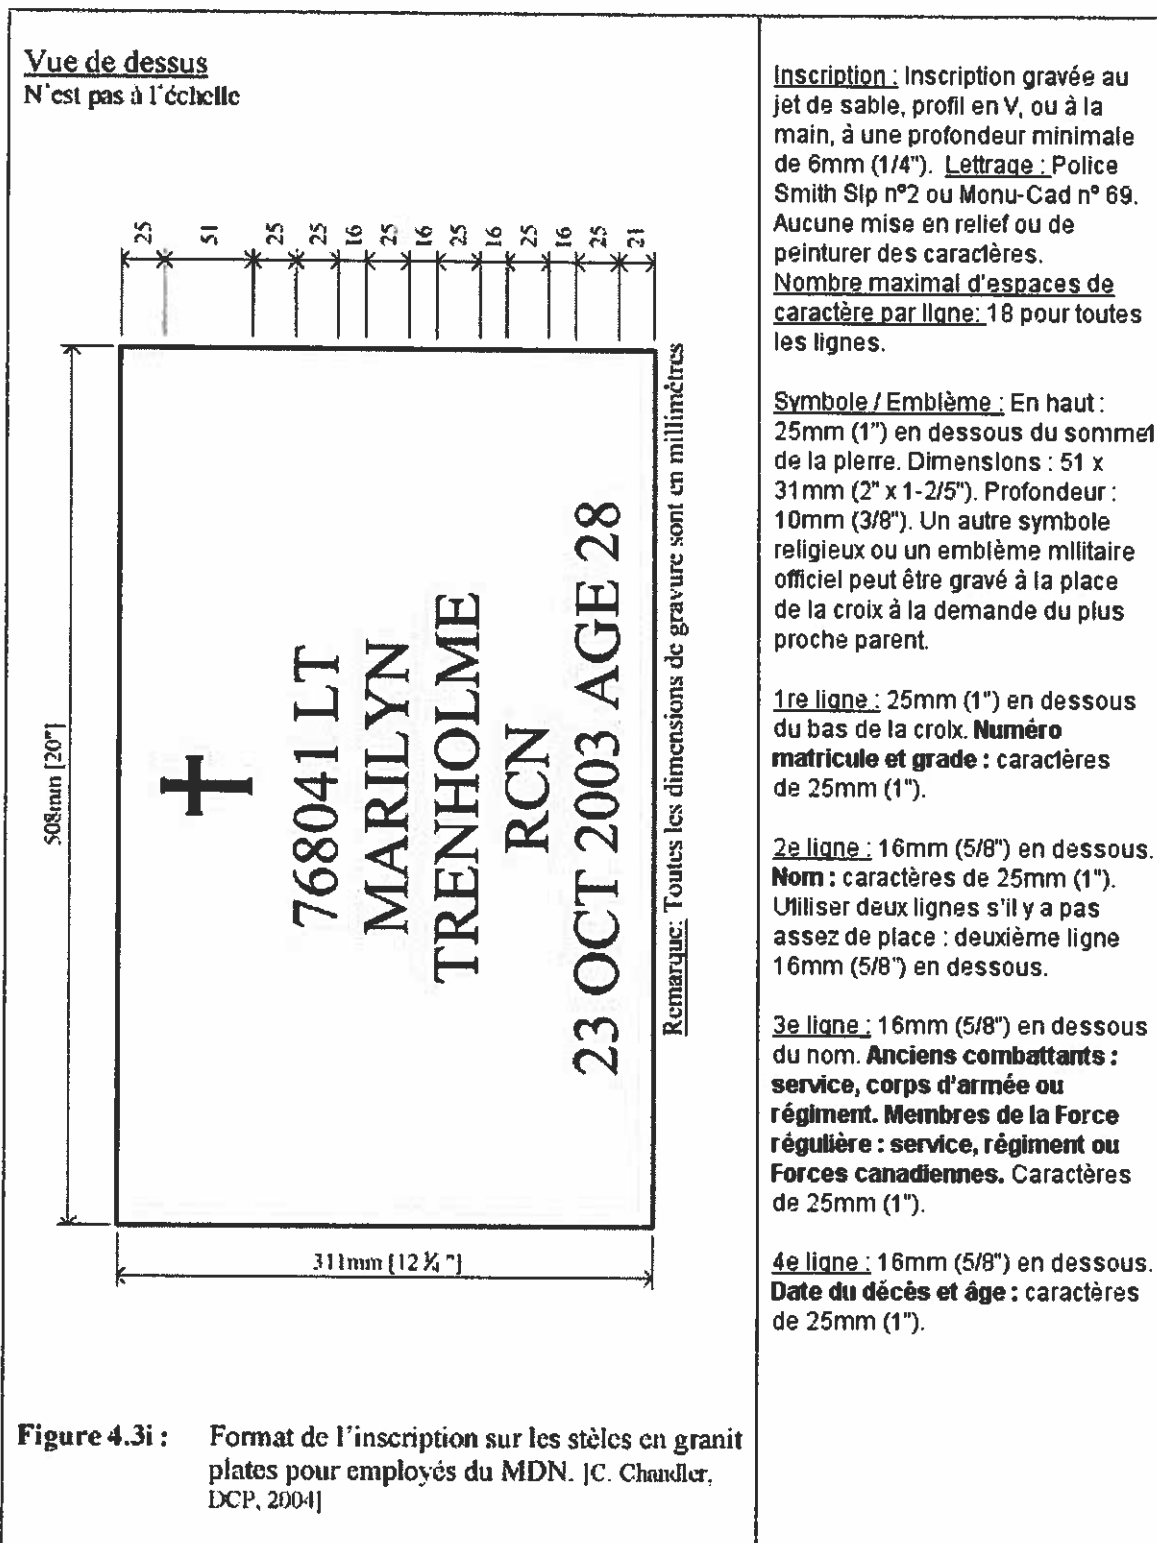 Vue de dessus
N'est pas à l'échelle
25 51 25 25 16 25 16 25 16 25 16 25 21
508mm [20"]
76804I LT
MARILYN
TRENHOLME
RCN
23 OCT 2003 AGE 28
Remarque: Toutes les dimensions de gravure sont en millimètres
311mm [12 ¼ "]
Figure 4.3i : Format de l'inscription sur les stèles en granit
plates pour employés du MDN. [C. Chandler,
DCP, 2004]
Inscription : Inscription gravée au
jet de sable, profil en V, ou à la
main, à une profondeur minimale
de 6mm (1/4"). Lettrage : Police
Smith Slp nº2 ou Monu-Cad nº 69.
Aucune mise en relief ou de
peinturer des caractères.
Nombre maximal d'espaces de
caractère par ligne: 18 pour toutes
les lignes.
Symbole / Emblème : En haut :
25mm (1") en dessous du sommet
de la pierre. Dimensions : 51 x
31mm (2" x 1-2/5"). Profondeur :
10mm (3/8"). Un autre symbole
religieux ou un emblème militaire
officiel peut être gravé à la place
de la croix à la demande du plus
proche parent.
1re ligne : 25mm (1") en dessous
du bas de la croix. Numéro
matricule et grade : caractères
de 25mm (1").
2e ligne : 16mm (5/8") en dessous.
Nom : caractères de 25mm (1").
Utiliser deux lignes s'il y a pas
assez de place : deuxième ligne
16mm (5/8") en dessous.
3e ligne : 16mm (5/8") en dessous
du nom. Anciens combattants :
service, corps d'armée ou
régiment. Membres de la Force
régulière : service, régiment ou
Forces canadiennes. Caractères
de 25mm (1").
4e ligne : 16mm (5/8") en dessous.
Date du décès et âge : caractères
de 25mm (1").